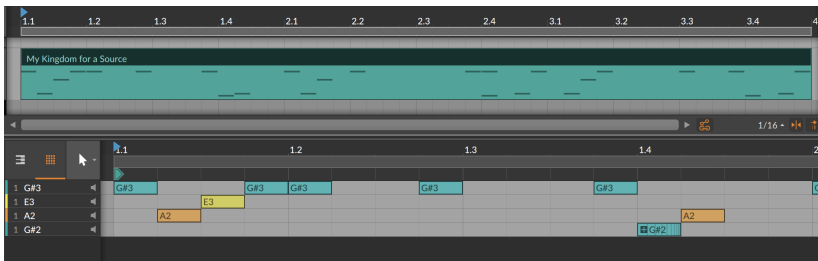 1.1 1.2 1.3 1.4 2.1 2.2 2.3 2.4 3.1 3.2 3.3 3.4 4
My Kingdom for a Source
1/16
1.1 1.2 1.3 1.4 2
1 G#3 G#3 G#3 G#3 G#3 G#3
1 E3 E3
1 A2 A2 A2
1 G#2 G#2